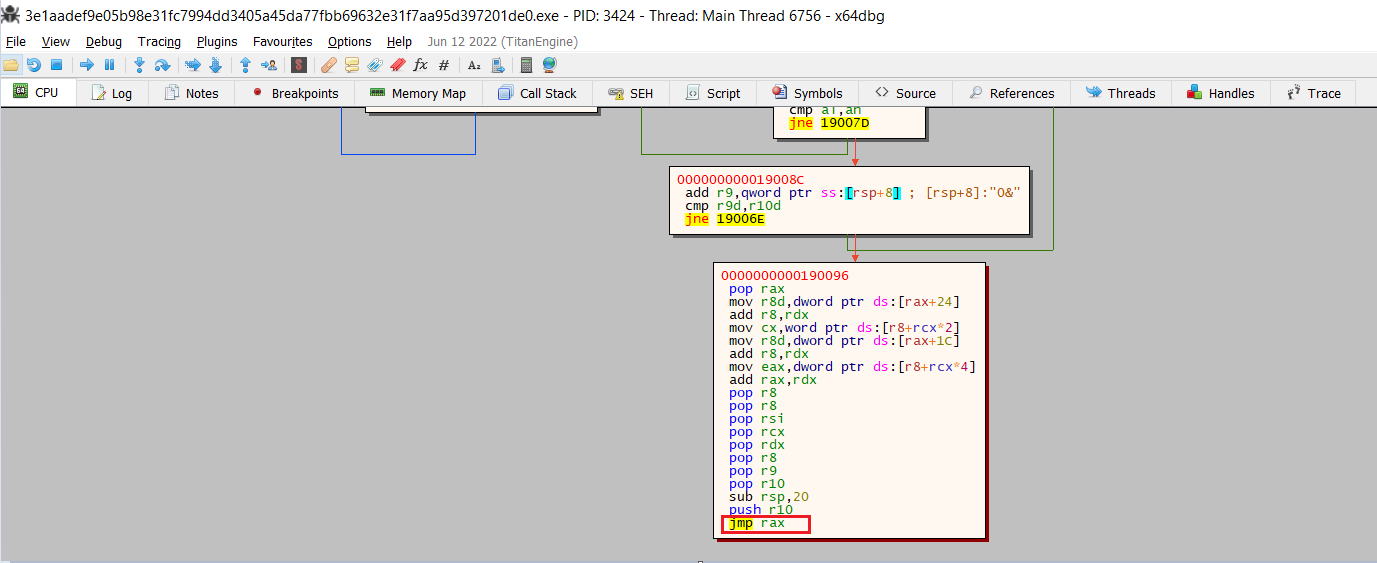 3e1aadef9e05b98e31fc7994dd3405a45da77fbb69632e31f7aa95d397201de0.exe - PID: 3424 - Thread: Main Thread 6756 - x64dbg
File View Debug Tracing Plugins Favourites Options Help Jun 12 2022 (TitanEngine)
CPU Log Notes Breakpoints Memory Map Call Stack SEH Script Symbols Source References Threads Handles Trace
cmp al,ah
jne 19007D
000000000019008C
add r9,qword ptr ss:[rsp+8] ; [rsp+8]:"0&"
cmp r9d,r10d
jne 19006E
0000000000190096
pop rax
mov r8d,dword ptr ds:[rax+24]
add r8,rdx
mov cx,word ptr ds:[r8+rcx*2]
mov r8d,dword ptr ds:[rax+1C]
add r8,rdx
mov eax,dword ptr ds:[r8+rcx*4]
add rax,rdx
pop r8
pop r8
pop rsi
pop rcx
pop rdx
pop r8
pop r9
pop r10
sub rsp,20
push r10
jmp rax